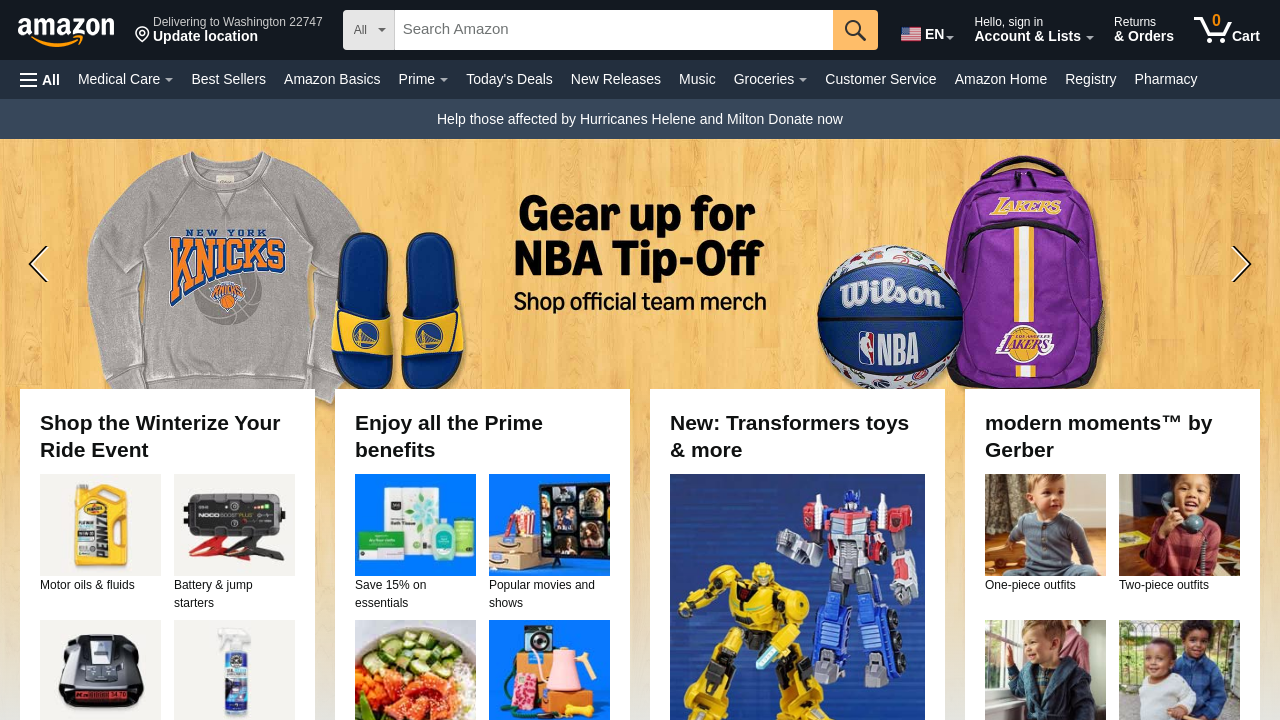 amazon
Delivering to Washington 22747
Update location
All
Search Amazon
EN
Hello, sign in
Account & Lists
Returns
& Orders
0
Cart
All
Medical Care
Best Sellers
Amazon Basics
Prime
Today's Deals
New Releases
Music
Groceries
Customer Service
Amazon Home
Registry
Pharmacy
Help those affected by Hurricanes Helene and Milton Donate now
NEW YORK
KNICKS
Gear up for
NBA Tip-Off
Shop official team merch
Wilson
NBA
LAKERS
LAKERS
Shop the Winterize Your
Ride Event
PENNZ
NOCO BOOST PLUS
Motor oils & fluids
Battery & jump
starters
Enjoy all the Prime
benefits
Save 15% on
essentials
Popular movies and
shows
New: Transformers toys
& more
modern moments™ by
Gerber
One-piece outfits
Two-piece outfits